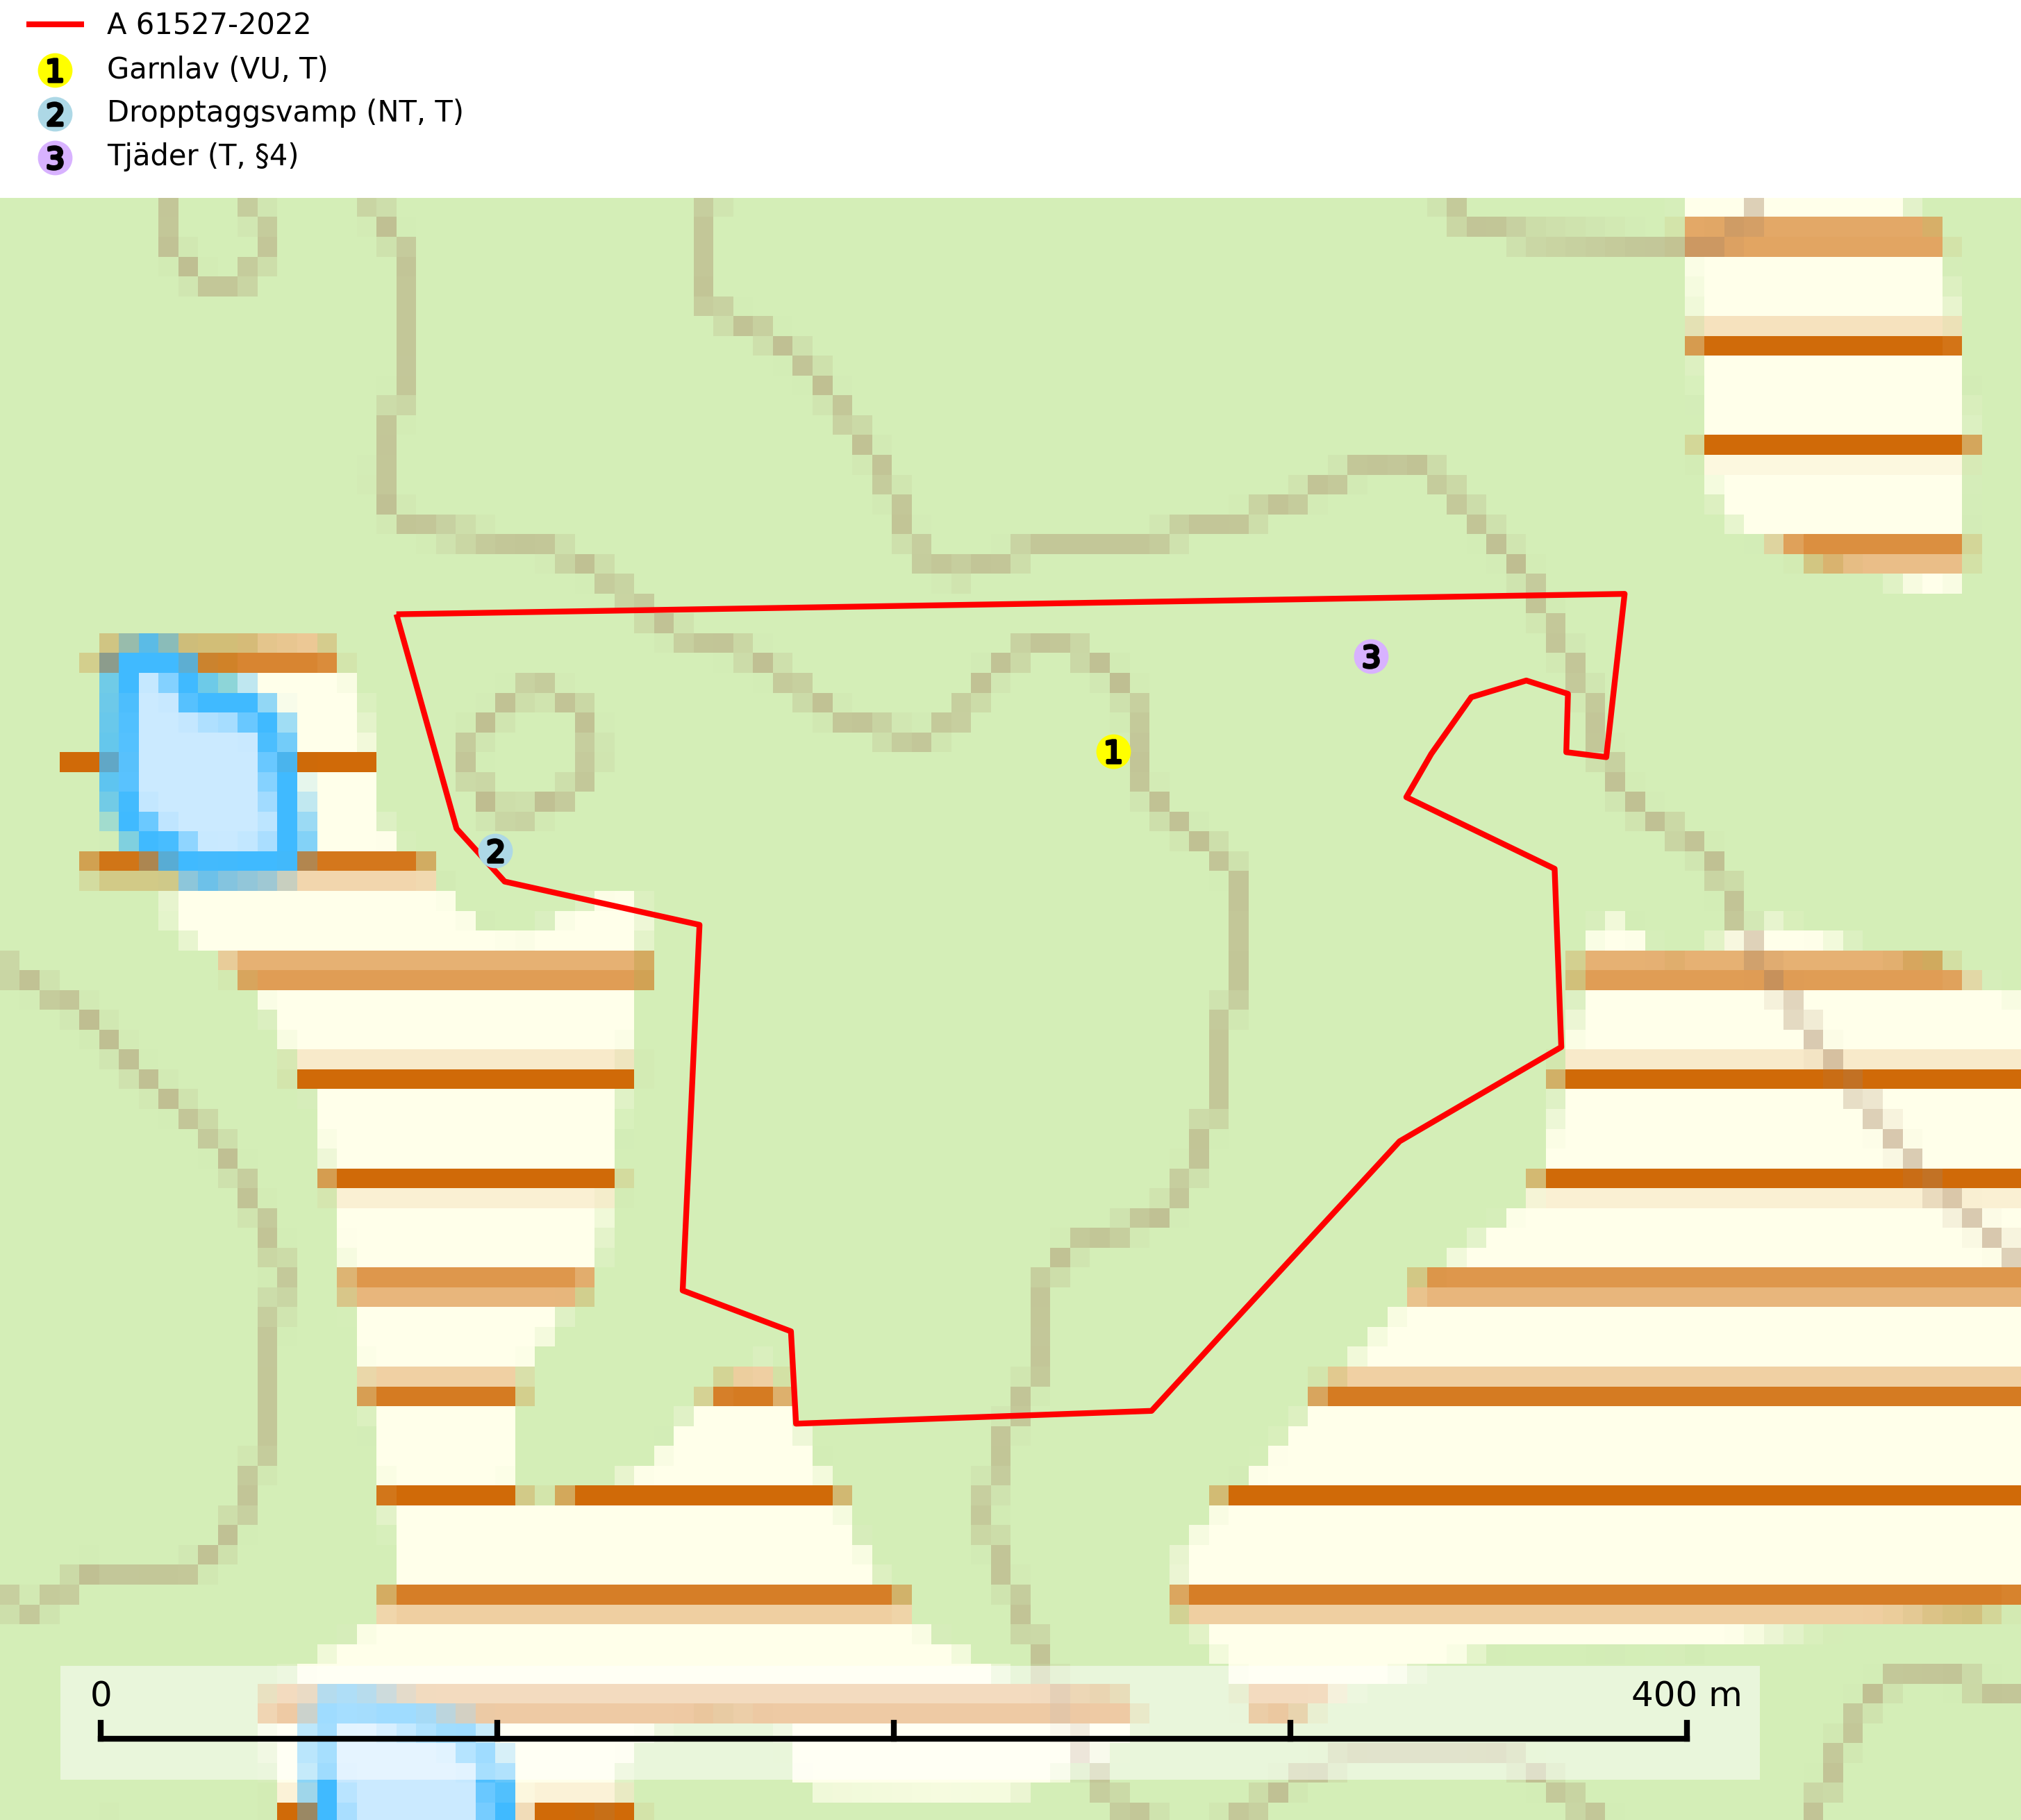 A 61527-2022
1 Garnlav (VU, T)
2 Dropptaggsvamp (NT, T)
3 Tjäder (T, §4)
3
1
2
0 400 m